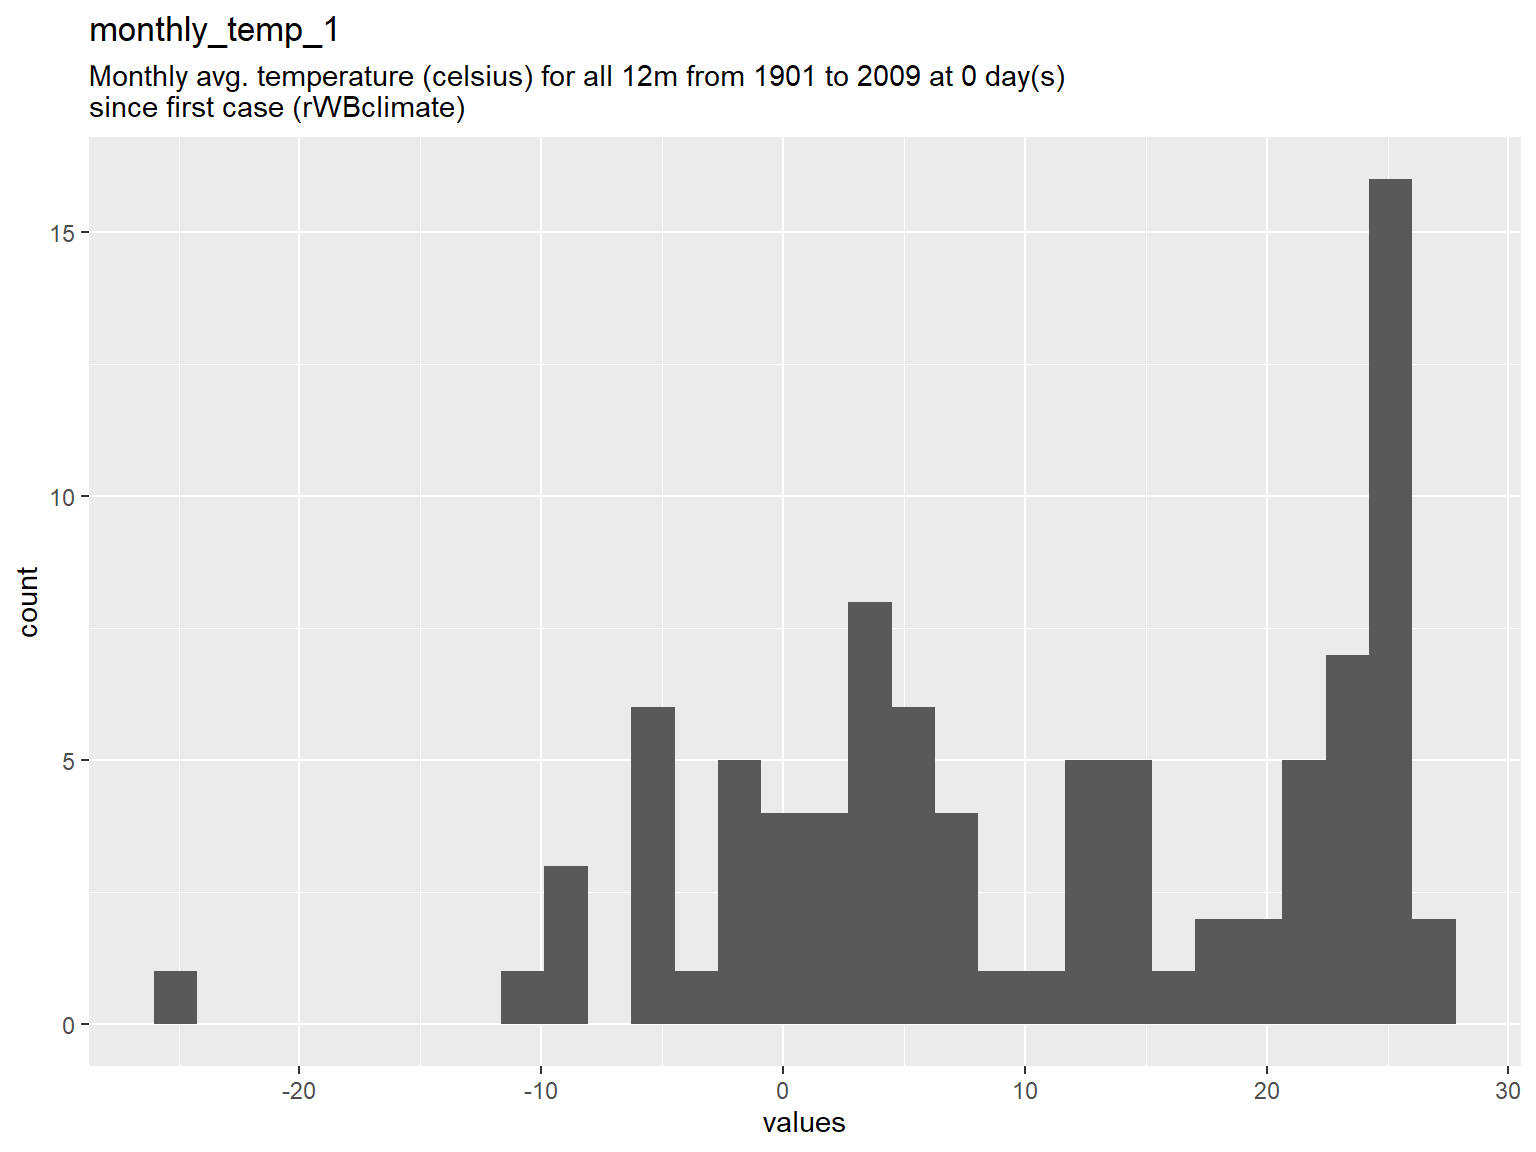 monthly_temp_1
Monthly avg. temperature (celsius) for all 12m from 1901 to 2009 at 0 day(s)
since first case (rWBclimate)
15
10
5
0
count
-20
-10
0
10
20
30
values